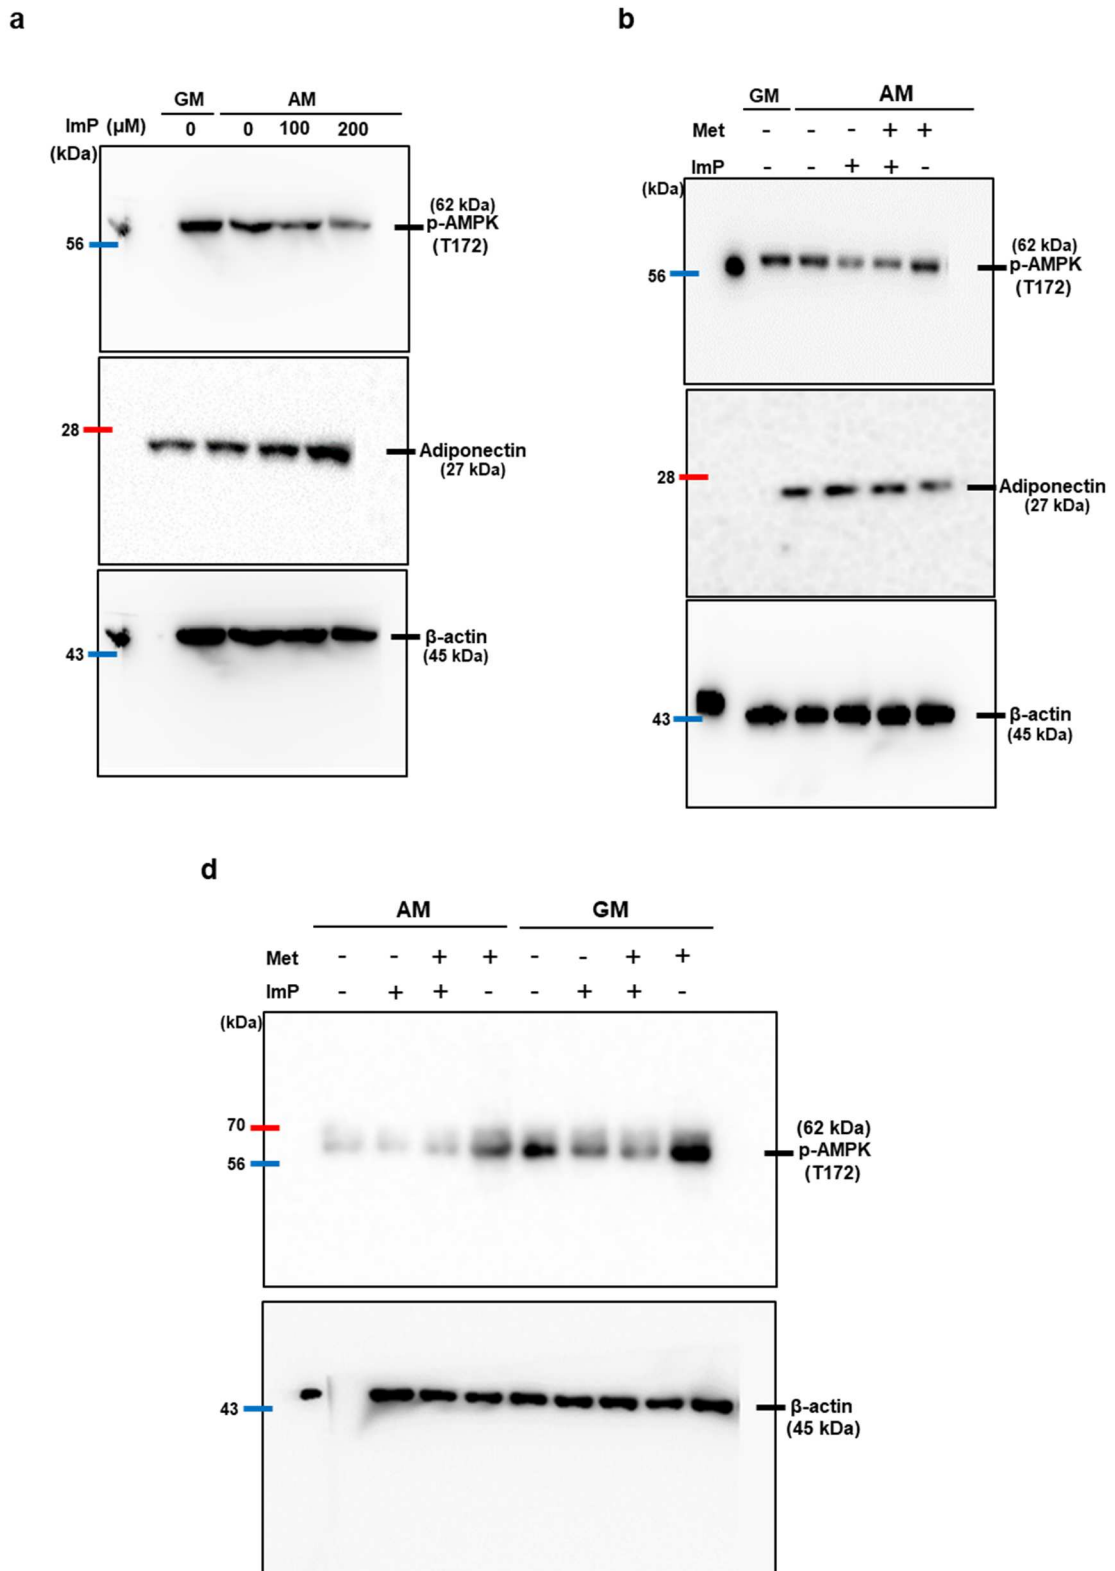 a
GM AM
ImP (μM) 0 0 100 200
(kDa)
56
(62 kDa)
p-AMPK
(T172)
28
Adiponectin
(27 kDa)
43
β-actin
(45 kDa)
b
GM AM
Met - - - + +
ImP - - + + -
(kDa)
56
(62 kDa)
p-AMPK
(T172)
28
Adiponectin
(27 kDa)
43
β-actin
(45 kDa)
d
AM GM
Met - - + + - - + +
ImP - + + - - + + -
(kDa)
70
56
(62 kDa)
p-AMPK
(T172)
43
β-actin
(45 kDa)